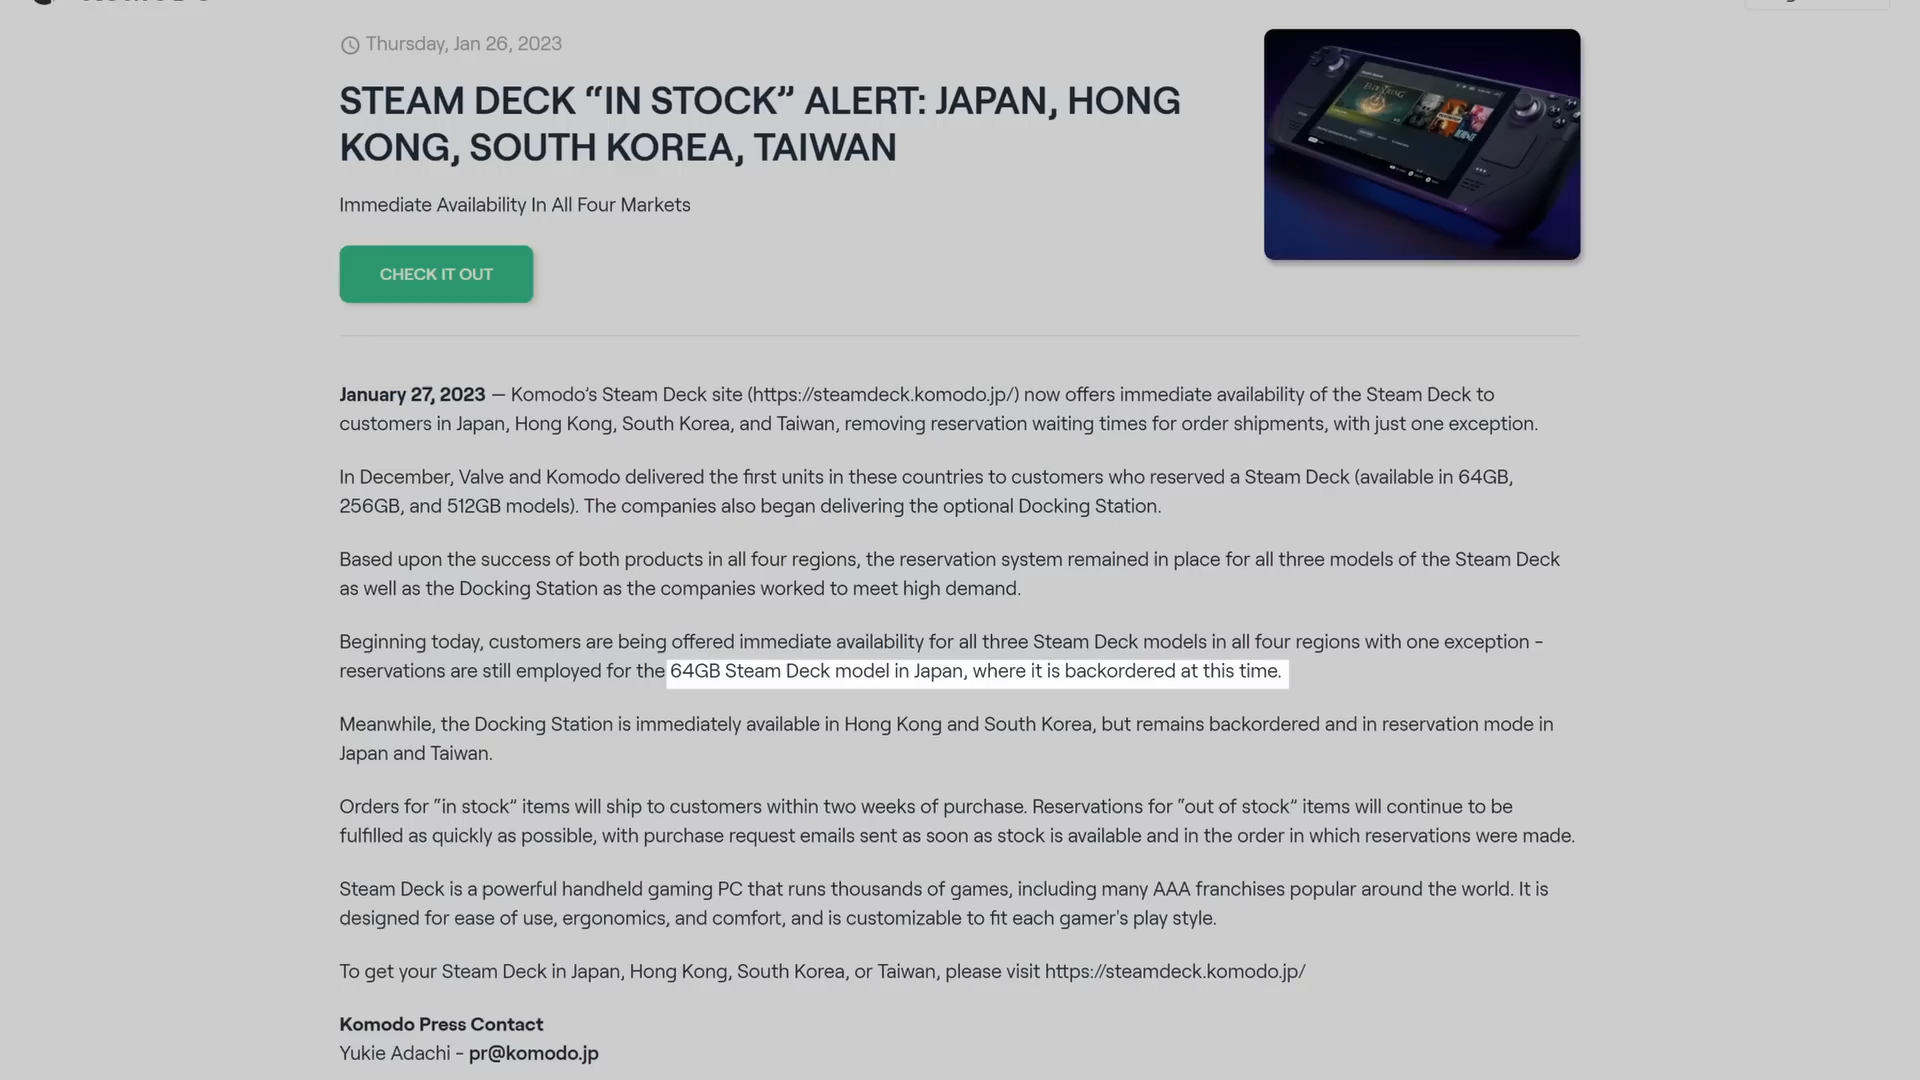 Thursday, Jan 26, 2023
STEAM DECK “IN STOCK” ALERT: JAPAN, HONG
KONG, SOUTH KOREA, TAIWAN
Immediate Availability In All Four Markets
CHECK IT OUT
January 27, 2023 — Komodo’s Steam Deck site (https://steamdeck.komodo.jp/) now offers immediate availability of the Steam Deck to
customers in Japan, Hong Kong, South Korea, and Taiwan, removing reservation waiting times for order shipments, with just one exception.
In December, Valve and Komodo delivered the first units in these countries to customers who reserved a Steam Deck (available in 64GB,
256GB, and 512GB models). The companies also began delivering the optional Docking Station.
Based upon the success of both products in all four regions, the reservation system remained in place for all three models of the Steam Deck
as well as the Docking Station as the companies worked to meet high demand.
Beginning today, customers are being offered immediate availability for all three Steam Deck models in all four regions with one exception -
reservations are still employed for the 64GB Steam Deck model in Japan, where it is backordered at this time.
Meanwhile, the Docking Station is immediately available in Hong Kong and South Korea, but remains backordered and in reservation mode in
Japan and Taiwan.
Orders for “in stock” items will ship to customers within two weeks of purchase. Reservations for “out of stock” items will continue to be
fulfilled as quickly as possible, with purchase request emails sent as soon as stock is available and in the order in which reservations were made.
Steam Deck is a powerful handheld gaming PC that runs thousands of games, including many AAA franchises popular around the world. It is
designed for ease of use, ergonomics, and comfort, and is customizable to fit each gamer's play style.
To get your Steam Deck in Japan, Hong Kong, South Korea, or Taiwan, please visit https://steamdeck.komodo.jp/
Komodo Press Contact
Yukie Adachi - pr@komodo.jp